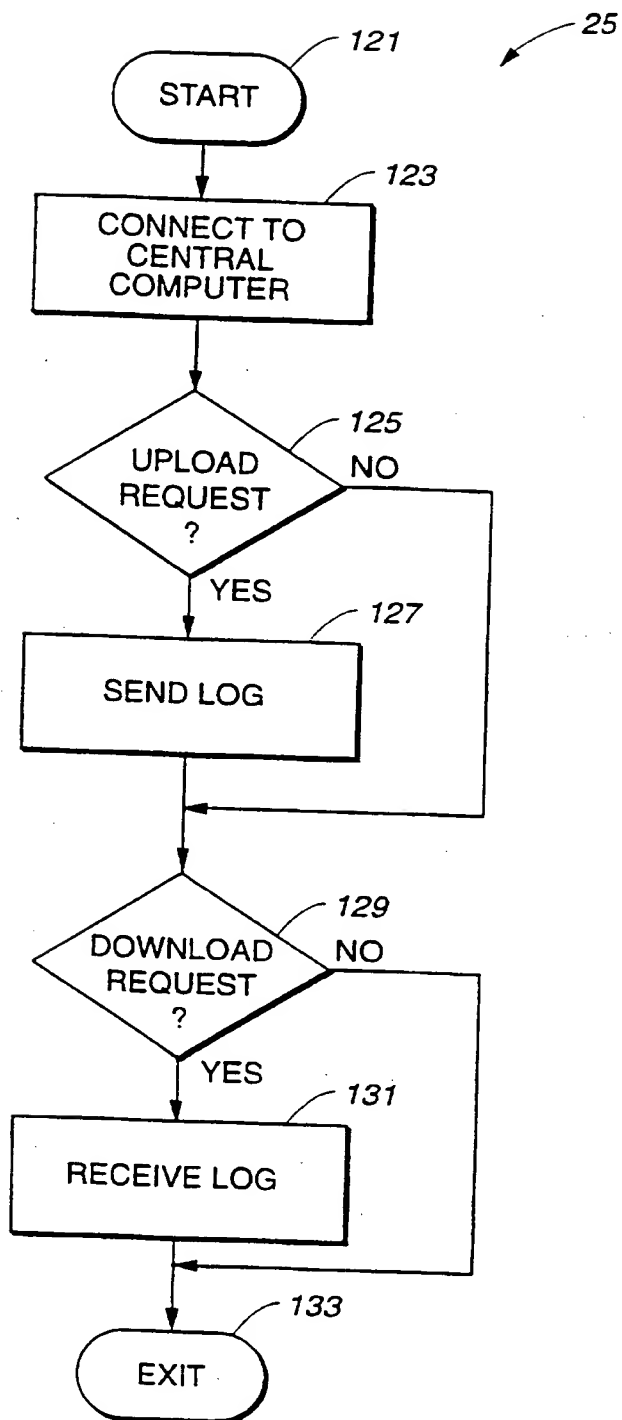 25
121
START
123
CONNECT TO
CENTRAL
COMPUTER
125
UPLOAD
REQUEST
?
NO
YES
127
SEND LOG
129
DOWNLOAD
REQUEST
?
NO
YES
131
RECEIVE LOG
133
EXIT